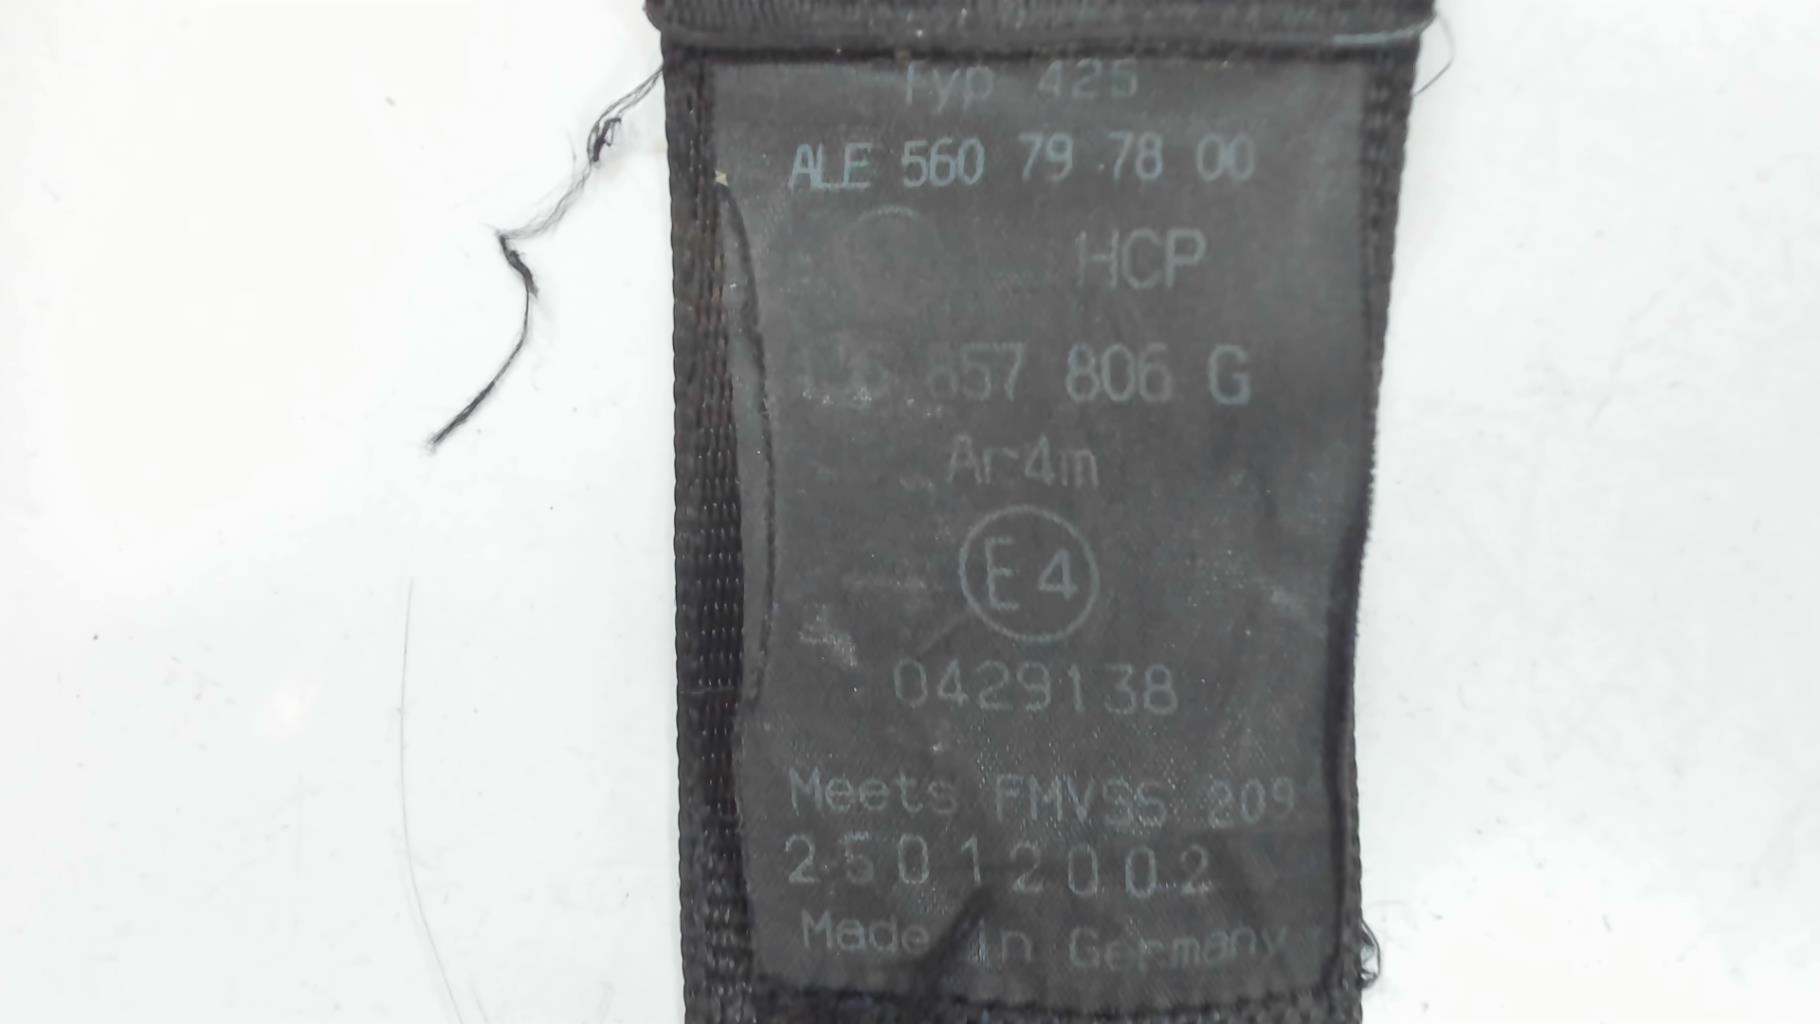 Typ 425
ALE 560 79 78 00
HCP
857 806 G
Ar4m
E4
0429138
Meets FMVSS 209
25012002
Made in Germany